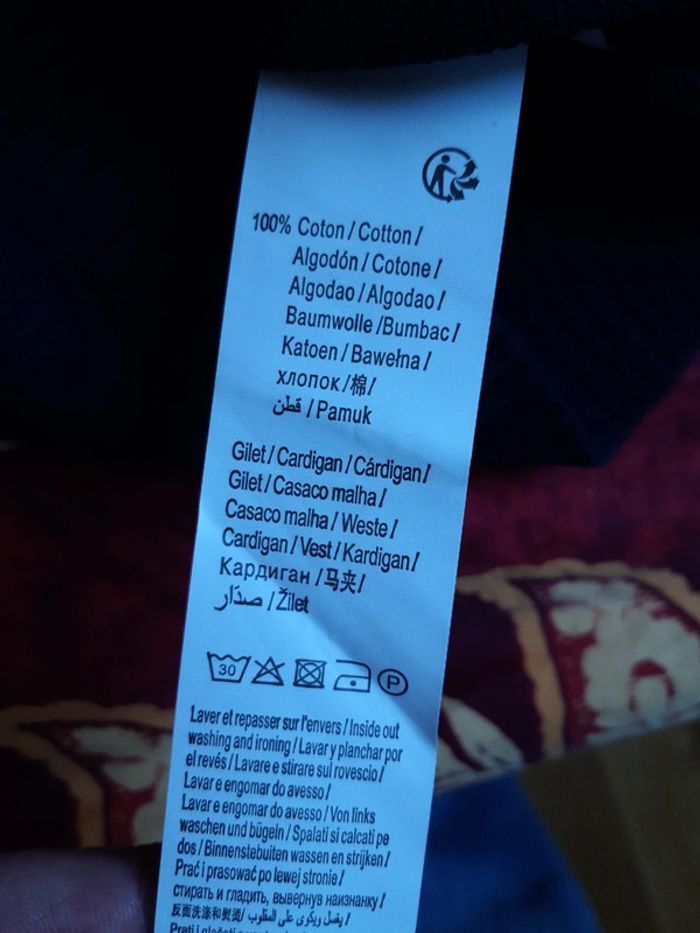 100% Coton / Cotton /
Algodón / Cotone /
Algodao / Algodao /
Baumwolle /Bumbac /
Katoen / Bawełna /
хлопок /棉/
قطن / Pamuk
Gilet / Cardigan / Cárdigan /
Gilet / Casaco malha /
Casaco malha / Weste /
Cardigan / Vest / Kardigan /
Кардиган /马夹/
صدّار / Žilet
30
P
Laver et repasser sur l'envers / Inside out
washing and ironing / Lavar y planchar por
el revés / Lavare e stirare sul rovescio /
Lavar e engomar do avesso /
Lavar e engomar do avesso / Von links
waschen und bügeln / Spalati si calcati pe
dos / Binnenstebuiten wassen en strijken /
Prać i prasować po lewej stronie /
стирать и гладить, вывернув наизнанку /
反面洗涤和熨烫/ يغسل ويكوى على المقلوب /
Prati i